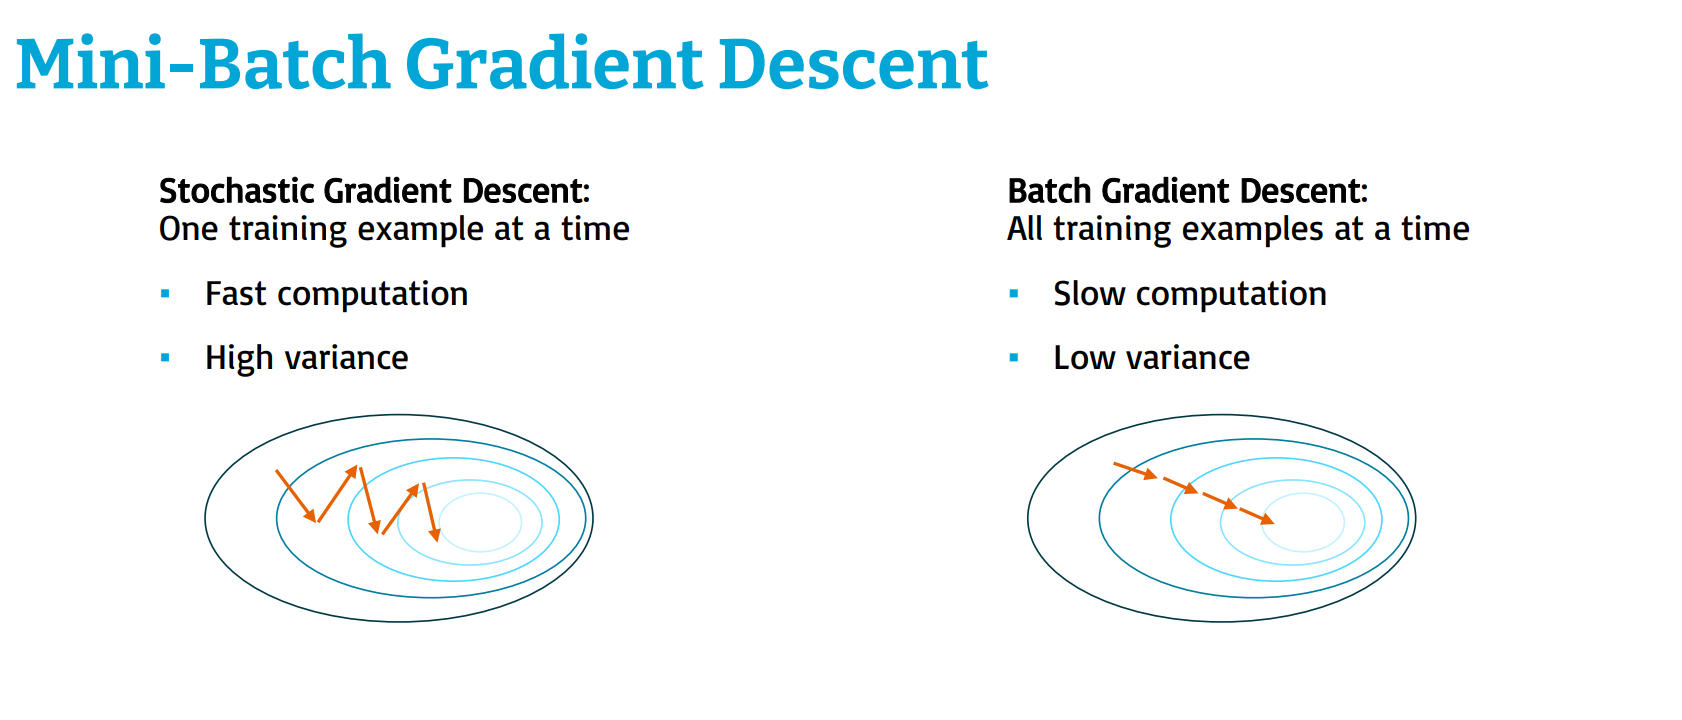 Mini-Batch Gradient Descent
Stochastic Gradient Descent:
One training example at a time
▪ Fast computation
▪ High variance
Batch Gradient Descent:
All training examples at a time
▪ Slow computation
▪ Low variance